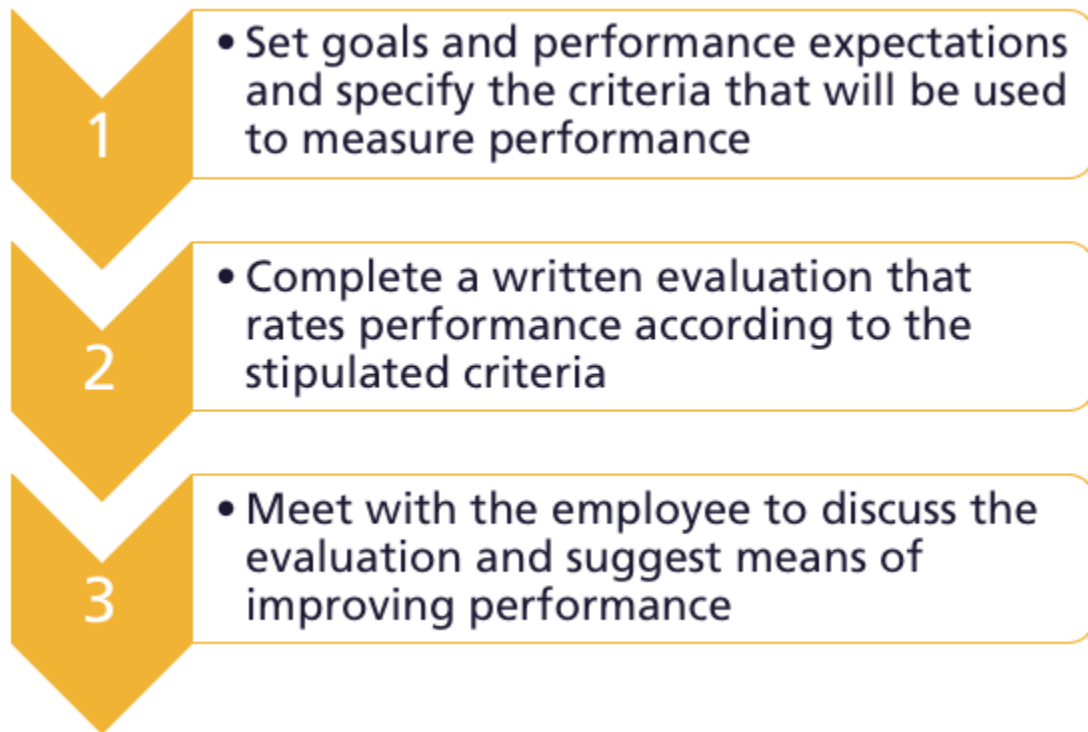 1
• Set goals and performance expectations
and specify the criteria that will be used
to measure performance
2
• Complete a written evaluation that
rates performance according to the
stipulated criteria
3
• Meet with the employee to discuss the
evaluation and suggest means of
improving performance